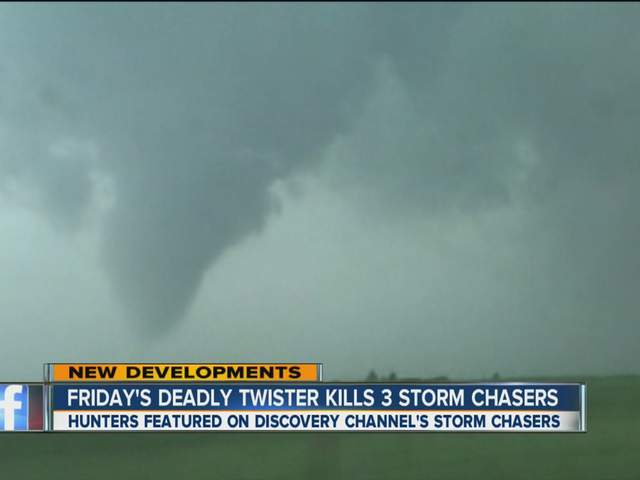 NEW DEVELOPMENTS
FRIDAY'S DEADLY TWISTER KILLS 3 STORM CHASERS
f
HUNTERS FEATURED ON DISCOVERY CHANNEL'S STORM CHASERS